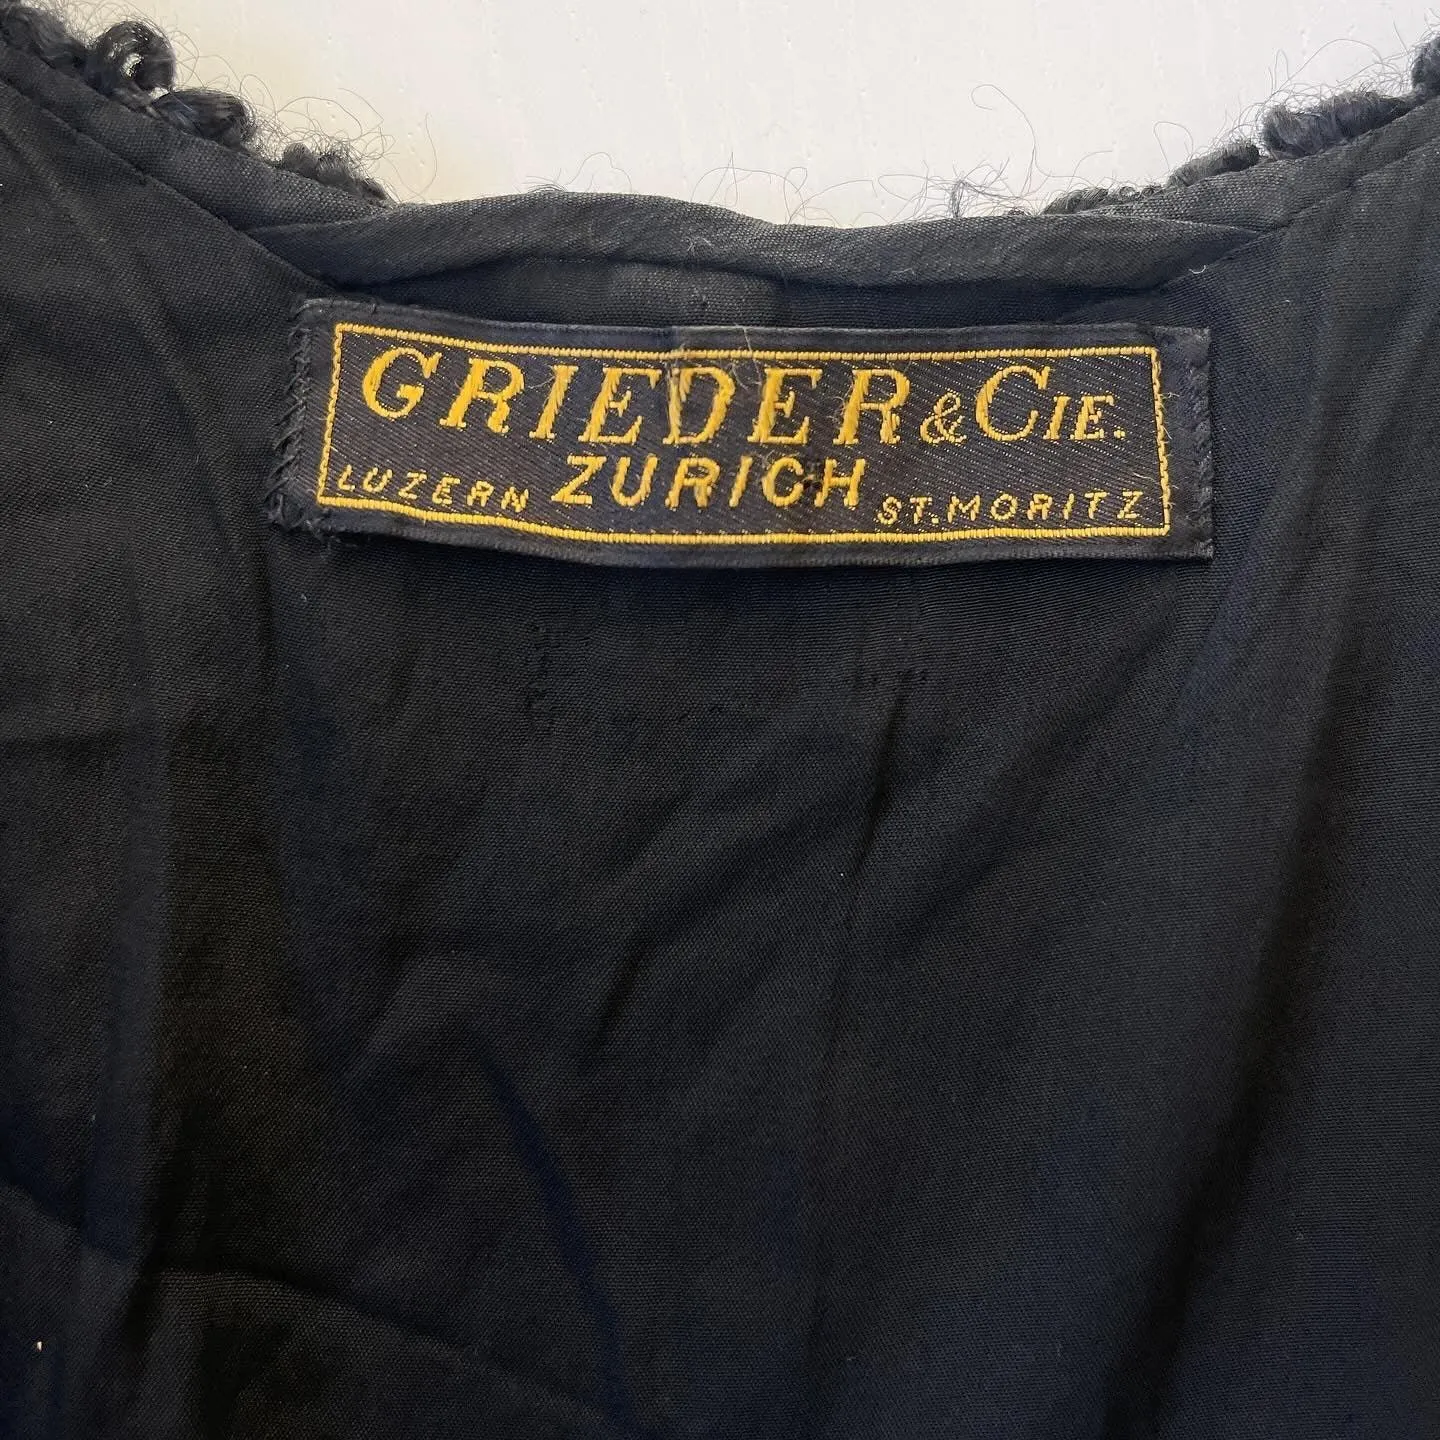 GRIEDER & CIE.
LUZERN ZURICH ST. MORITZ